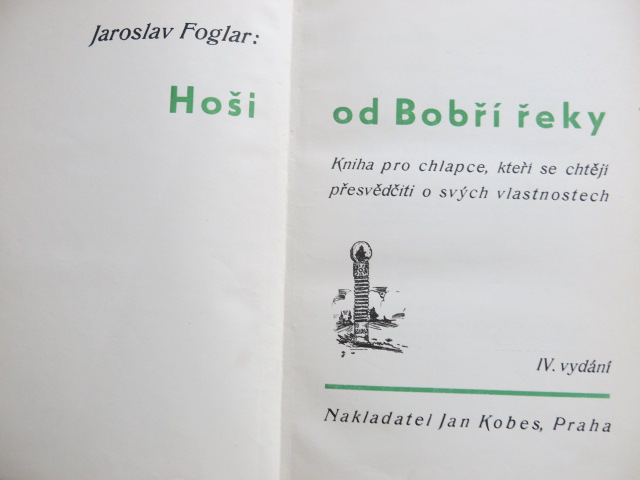 Jaroslav Foglar:
Hoši od Bobří řeky
Kniha pro chlapce, kteří se chtějí
přesvědčiti o svých vlastnostech
IV. vydání
Nakladatel Jan Kobes, Praha